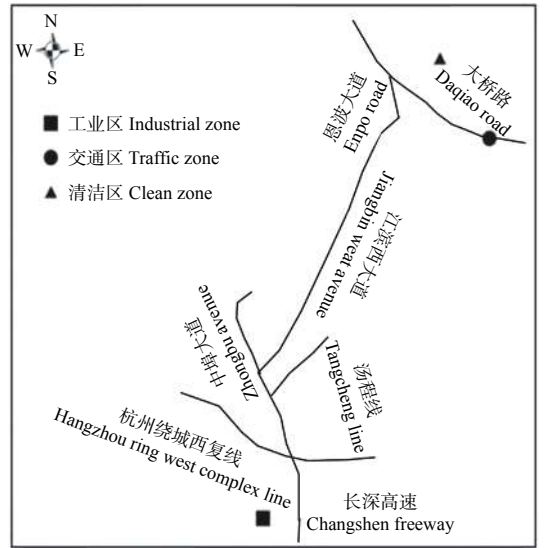 N
W E
S
工业区 Industrial zone
交通区 Traffic zone
清洁区 Clean zone
大桥路
Daqiao road
恩波大道
Enpo road
江滨西大道
Jiangbin weat avenue
中埠大道
Zhongbu avenue
汤程线
Tangcheng line
杭州绕城西复线
Hangzhou ring west complex line
长深高速
Changshen freeway